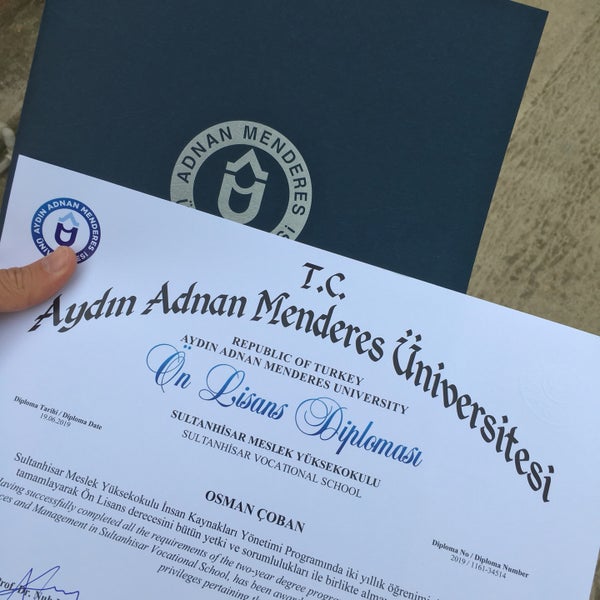 ADNAN MENDERES
AYDIN ADNAN MENDERES
T.C.
Aydın Adnan Menderes Üniversitesi
REPUBLIC OF TURKEY
AYDIN ADNAN MENDERES UNIVERSITY
Ön Lisans Diploması
SULTANHİSAR MESLEK YÜKSEKOKULU
SULTANHİSAR VOCATIONAL SCHOOL
Diploma Tarihi / Diploma Date
19.06.2019
OSMAN ÇOBAN
Diploma No / Diploma Number
2019 / 1161-34514
Sultanhisar Meslek Yüksekokulu İnsan Kaynakları Yönetimi Programında iki yıllık öğrenimi
tamamlayarak Ön Lisans derecesini bütün yetki ve sorumlulukları ile birlikte
Having successfully completed all the requirements of the two-year degree
and Management in Sultanhisar Vocational School, has been
privileges pertaining
Prof. Dr.